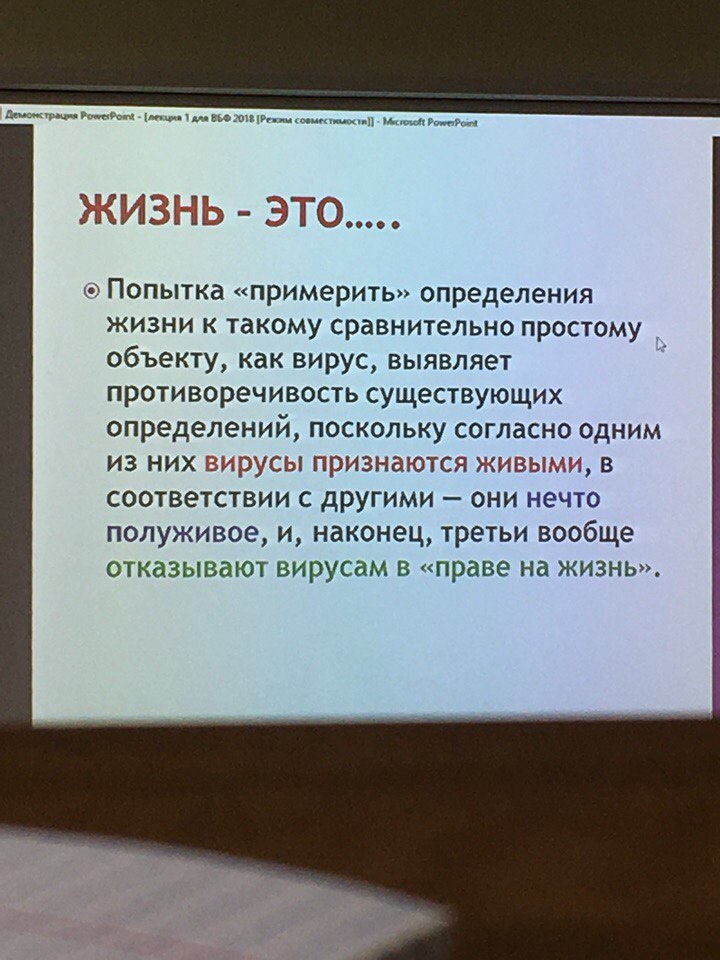 Демонстрация PowerPoint - [лекция 1 для ВБФ 2018 [Режим совместимости]] - Microsoft PowerPoint
ЖИЗНЬ - ЭТО.....
Попытка «примерить» определения
жизни к такому сравнительно простому
объекту, как вирус, выявляет
противоречивость существующих
определений, поскольку согласно одним
из них вирусы признаются живыми, в
соответствии с другими — они нечто
полуживое, и, наконец, третьи вообще
отказывают вирусам в «праве на жизнь».